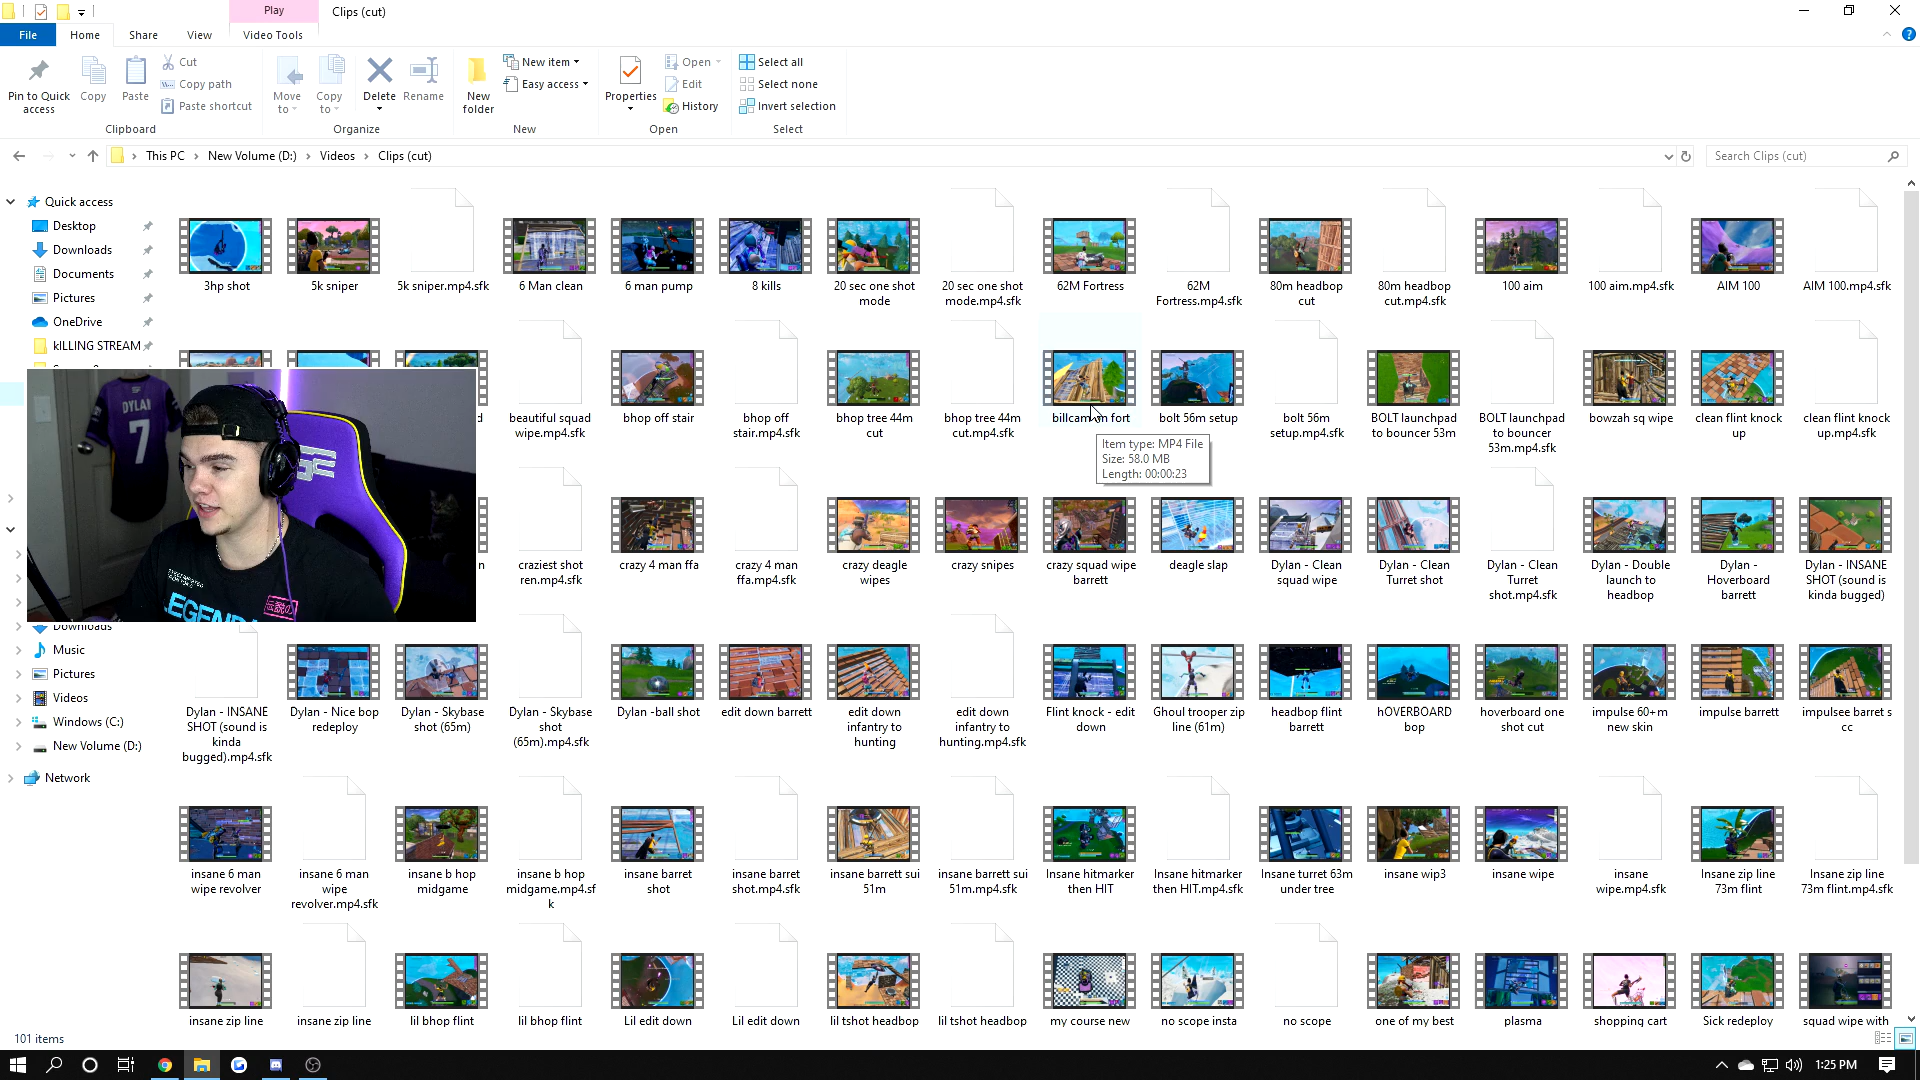 Play
Clips (cut)
File
Home
Share
View
Video Tools
Pin to Quick
access
Copy
Paste
Cut
Copy path
Paste shortcut
Clipboard
Move
to
Copy
to
Delete
Rename
Organize
New
folder
New item
Easy access
New
Properties
Open
Edit
History
Open
Select all
Select none
Invert selection
Select
This PC
New Volume (D:)
Videos
Clips (cut)
Search Clips (cut)
Quick access
Desktop
Downloads
Documents
Pictures
OneDrive
kILLING STREAM
3hp shot
5k sniper
5k sniper.mp4.sfk
6 Man clean
6 man pump
8 kills
20 sec one shot
mode
20 sec one shot
mode.mp4.sfk
62M Fortress
62M
Fortress.mp4.sfk
80m headbop
cut
80m headbop
cut.mp4.sfk
100 aim
100 aim.mp4.sfk
AIM 100
AIM 100.mp4.sfk
d
beautiful squad
wipe.mp4.sfk
bhop off stair
bhop off
stair.mp4.sfk
bhop tree 44m
cut
bhop tree 44m
cut.mp4.sfk
fort
bolt 56m setup
bolt 56m
setup.mp4.sfk
BOLT launchpad
to bouncer 53m
BOLT launchpad
to bouncer
53m.mp4.sfk
bowzah sq wipe
clean flint knock
up
clean flint knock
up.mp4.sfk
Item type: MP4 File
Size: 58.0 MB
Length: 00:00:23
DYLAN
7
LEGEND
伝説の
n
craziest shot
ren.mp4.sfk
crazy 4 man ffa
crazy 4 man
ffa.mp4.sfk
crazy deagle
wipes
crazy snipes
crazy squad wipe
barrett
deagle slap
Dylan - Clean
squad wipe
Dylan - Clean
Turret shot
Dylan - Clean
Turret
shot.mp4.sfk
Dylan - Double
launch to
headbop
Dylan -
Hoverboard
barrett
Dylan - INSANE
SHOT (sound is
kinda bugged)
Downloads
Music
Pictures
Videos
Windows (C:)
New Volume (D:)
Network
Dylan - INSANE
SHOT (sound is
kinda
bugged).mp4.sfk
Dylan - Nice bop
redeploy
Dylan - Skybase
shot (65m)
Dylan - Skybase
shot
(65m).mp4.sfk
Dylan -ball shot
edit down barrett
edit down
infantry to
hunting
edit down
infantry to
hunting.mp4.sfk
Flint knock - edit
down
Ghoul trooper zip
line (61m)
headbop flint
barrett
hOVERBOARD
bop
hoverboard one
shot cut
impulse 60+m
new skin
impulse barrett
impulsee barret s
cc
insane 6 man
wipe revolver
insane 6 man
wipe
revolver.mp4.sfk
insane b hop
midgame
insane b hop
midgame.mp4.sf
k
insane barret
shot
insane barret
shot.mp4.sfk
insane barrett sui
51m
insane barrett sui
51m.mp4.sfk
Insane hitmarker
then HIT
Insane hitmarker
then HIT.mp4.sfk
Insane turret 63m
under tree
insane wip3
insane wipe
insane
wipe.mp4.sfk
Insane zip line
73m flint
Insane zip line
73m flint.mp4.sfk
insane zip line
insane zip line
lil bhop flint
lil bhop flint
Lil edit down
Lil edit down
lil tshot headbop
lil tshot headbop
my course new
no scope insta
no scope
one of my best
plasma
shopping cart
Sick redeploy
squad wipe with
101 items
1:25 PM